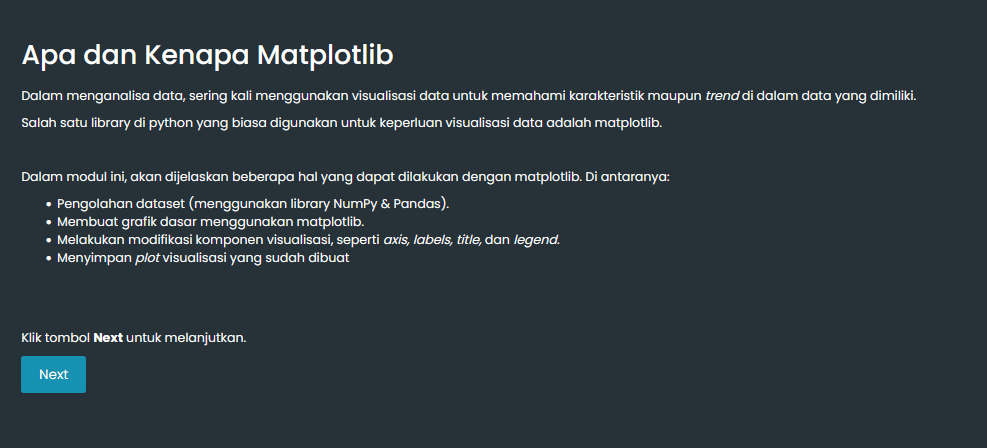 Apa dan Kenapa Matplotlib
Dalam menganalisa data, sering kali menggunakan visualisasi data untuk memahami karakteristik maupun trend di dalam data yang dimiliki.
Salah satu library di python yang biasa digunakan untuk keperluan visualisasi data adalah matplotlib.
Dalam modul ini, akan dijelaskan beberapa hal yang dapat dilakukan dengan matplotlib. Di antaranya:
• Pengolahan dataset (menggunakan library NumPy & Pandas).
• Membuat grafik dasar menggunakan matplotlib.
• Melakukan modifikasi komponen visualisasi, seperti axis, labels, title, dan legend.
• Menyimpan plot visualisasi yang sudah dibuat
Klik tombol Next untuk melanjutkan.
Next